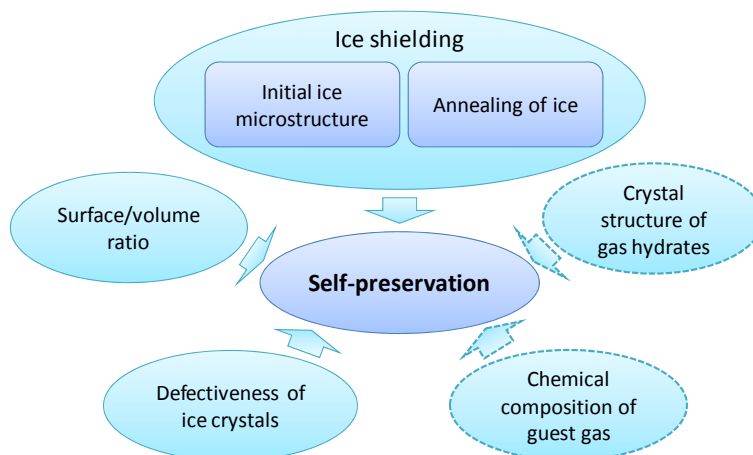 Ice shielding
Initial ice
microstructure
Annealing of ice
Surface/volume
ratio
Crystal
structure of
gas hydrates
Self-preservation
Defectiveness of
ice crystals
Chemical
composition of
guest gas